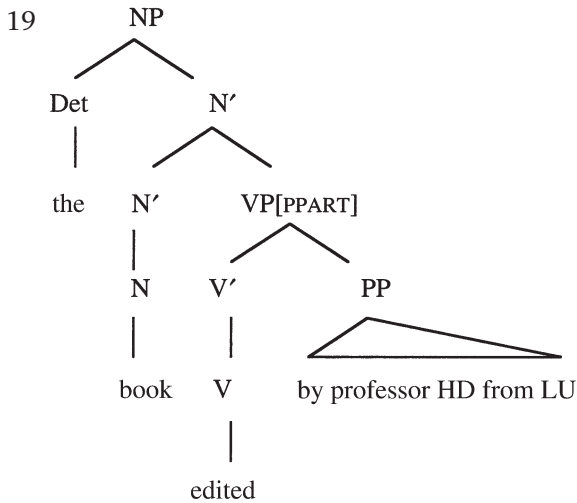 19 NP
Det N′
the N′ VP[PPART]
N V′ PP
book V by professor HD from LU
edited